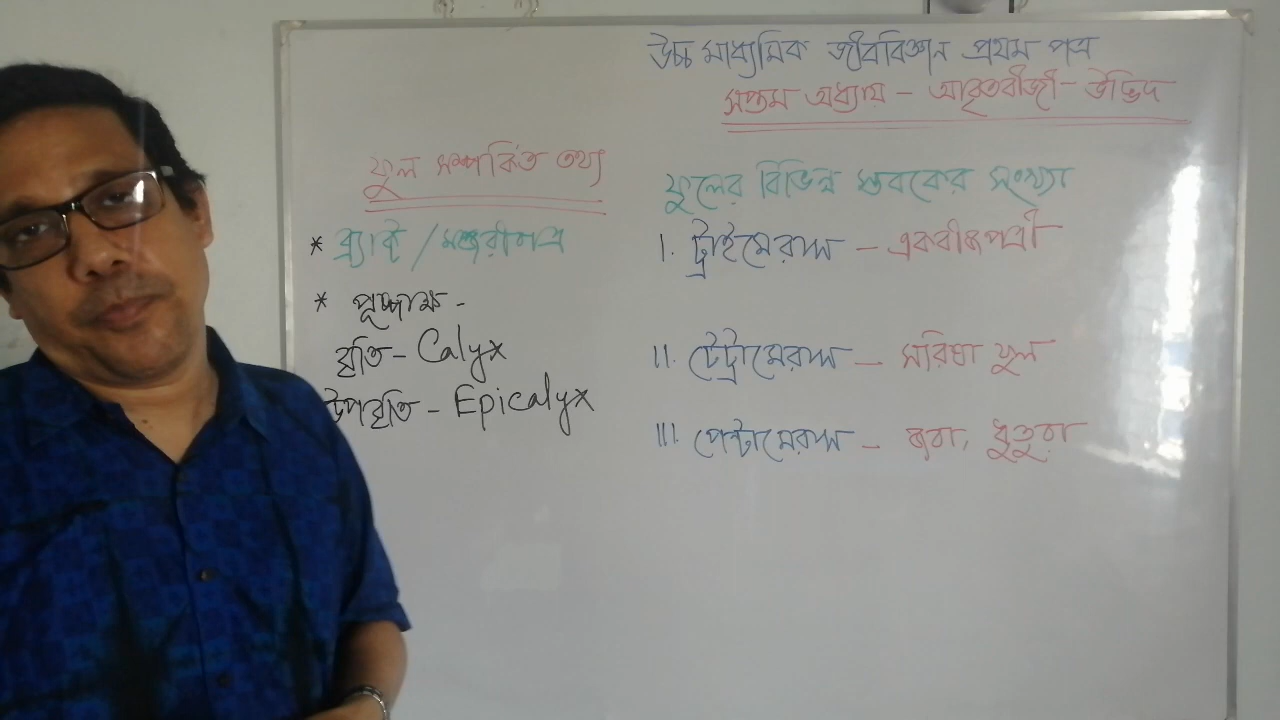 উচ্চ মাধ্যমিক জীববিজ্ঞান প্রথম পত্র
সপ্তম অধ্যায় - আবৃতবীজী - উদ্ভিদ
ফুল সম্পর্কিত তথ্য
* ব্র্যাক্ট / মঞ্জরীপত্র
* পুষ্পাক্ষ -
বৃতি - Calyx
উপবৃতি - Epicalyx
ফুলের বিভিন্ন স্তবকের সংখ্যা
I. ট্রাইমেরাস - একবীজপত্রী
II. টেট্রামেরাস - সরিষা ফুল
III. পেন্টামেরাস - জবা, ধুতুরা